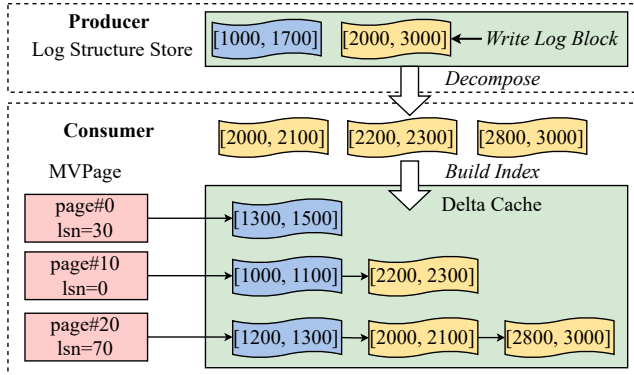 Producer
Log Structure Store
[1000, 1700]
[2000, 3000]
Write Log Block
Decompose
Consumer
[2000, 2100]
[2200, 2300]
[2800, 3000]
MVPage
Build Index
Delta Cache
page#0
lsn=30
[1300, 1500]
page#10
lsn=0
[1000, 1100]
[2200, 2300]
page#20
lsn=70
[1200, 1300]
[2000, 2100]
[2800, 3000]